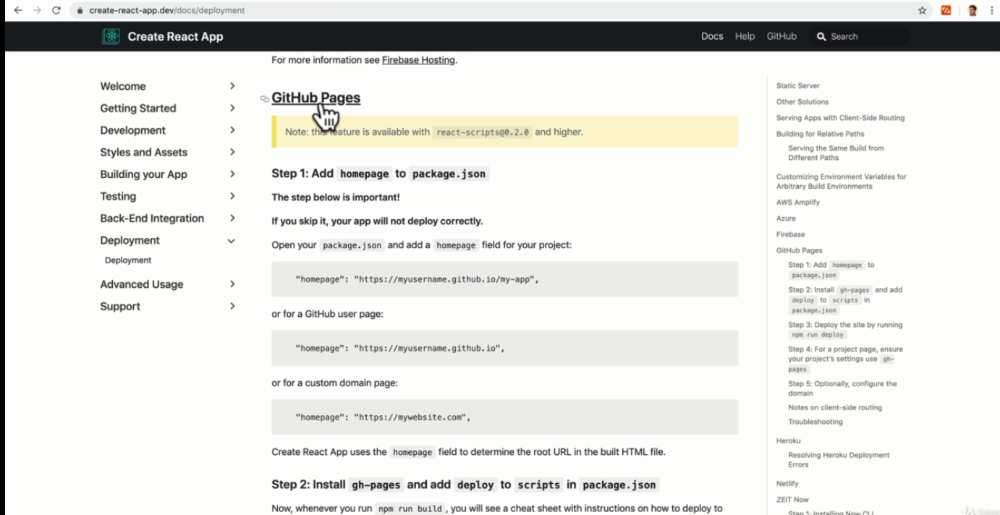 create-react-app.dev/docs/deployment
Create React App
Docs Help GitHub Search
For more information see Firebase Hosting.
Welcome
Getting Started
Development
Styles and Assets
Building your App
Testing
Back-End Integration
Deployment
Deployment
Advanced Usage
Support
GitHub Pages
Note: this feature is available with react-scripts@0.2.0 and higher.
Step 1: Add homepage to package.json
The step below is important!
If you skip it, your app will not deploy correctly.
Open your package.json and add a homepage field for your project:
"homepage": "https://myusername.github.io/my-app",
or for a GitHub user page:
"homepage": "https://myusername.github.io",
or for a custom domain page:
"homepage": "https://mywebsite.com",
Create React App uses the homepage field to determine the root URL in the built HTML file.
Step 2: Install gh-pages and add deploy to scripts in package.json
Now, whenever you run npm run build , you will see a cheat sheet with instructions on how to deploy to
Static Server
Other Solutions
Serving Apps with Client-Side Routing
Building for Relative Paths
Serving the Same Build from
Different Paths
Customizing Environment Variables for
Arbitrary Build Environments
AWS Amplify
Azure
Firebase
GitHub Pages
Step 1: Add homepage to
package.json
Step 2: Install gh-pages and add
deploy to scripts in
package.json
Step 3: Deploy the site by running
npm run deploy
Step 4: For a project page, ensure
your project's settings use gh-
pages
Step 5: Optionally, configure the
domain
Notes on client-side routing
Troubleshooting
Heroku
Resolving Heroku Deployment
Errors
Netlify
ZEIT Now
Step 1: Installing Now CLI
Udemy